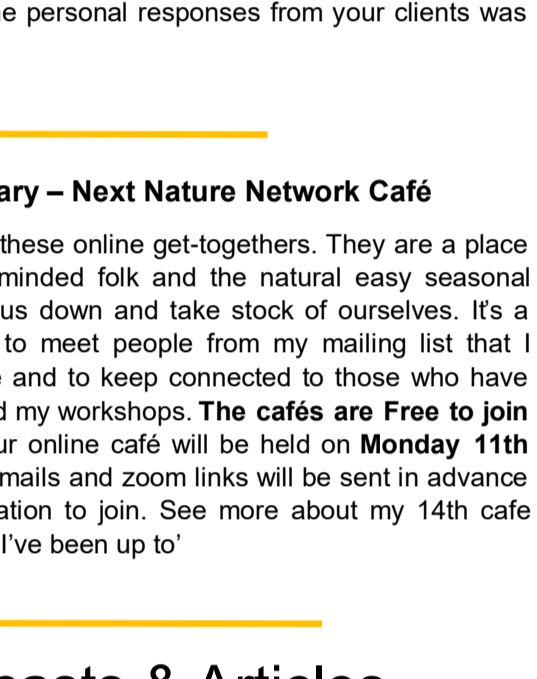 personal responses from your clients was
– Next Nature Network Café
these online get-togethers. They are a place
minded folk and the natural easy seasonal
us down and take stock of ourselves. It's a
to meet people from my mailing list that I
and to keep connected to those who have
my workshops. The cafés are Free to join
online café will be held on Monday 11th
mails and zoom links will be sent in advance
to join. See more about my 14th cafe
I've been up to'
& Articles